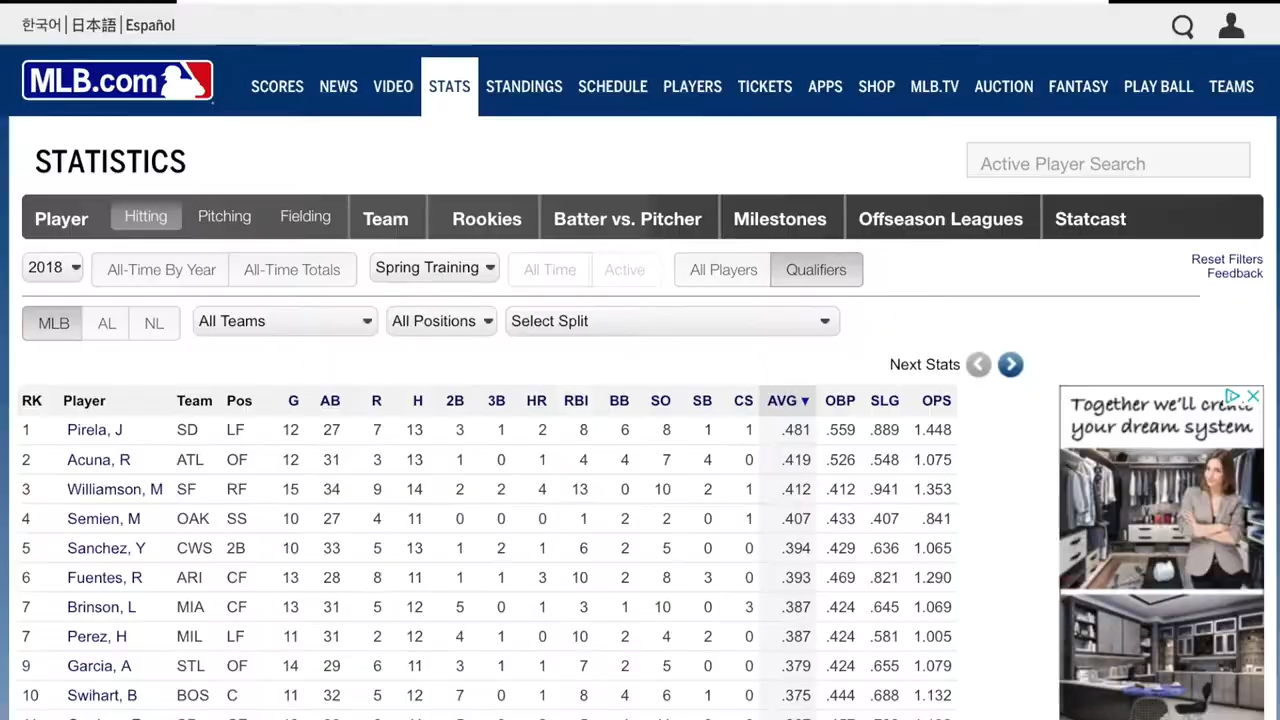 한국어 | 日本語 | Español
MLB.com SCORES NEWS VIDEO STATS STANDINGS SCHEDULE PLAYERS TICKETS APPS SHOP MLB.TV AUCTION FANTASY PLAY BALL TEAMS
STATISTICS Active Player Search
Player Hitting Pitching Fielding Team Rookies Batter vs. Pitcher Milestones Offseason Leagues Statcast
2018 All-Time By Year All-Time Totals Spring Training All Time Active All Players Qualifiers Reset Filters
Feedback
MLB AL NL All Teams All Positions Select Split
Next Stats
RK Player Team Pos G AB R H 2B 3B HR RBI BB SO SB CS AVG ▼ OBP SLG OPS
1 Pirela, J SD LF 12 27 7 13 3 1 2 8 6 8 1 1 .481 .559 .889 1.448
2 Acuna, R ATL OF 12 31 3 13 1 0 1 4 4 7 4 0 .419 .526 .548 1.075
3 Williamson, M SF RF 15 34 9 14 2 2 4 13 0 10 2 1 .412 .412 .941 1.353
4 Semien, M OAK SS 10 27 4 11 0 0 0 1 2 2 0 1 .407 .433 .407 .841
5 Sanchez, Y CWS 2B 10 33 5 13 1 2 1 6 2 5 0 0 .394 .429 .636 1.065
6 Fuentes, R ARI CF 13 28 8 11 1 1 3 10 2 8 3 0 .393 .469 .821 1.290
7 Brinson, L MIA CF 13 31 5 12 5 0 1 3 1 10 0 3 .387 .424 .645 1.069
7 Perez, H MIL LF 11 31 2 12 4 1 0 10 2 4 2 0 .387 .424 .581 1.005
9 Garcia, A STL OF 14 29 6 11 3 1 1 7 2 5 0 0 .379 .424 .655 1.079
10 Swihart, B BOS C 11 32 5 12 7 0 1 8 4 6 1 0 .375 .444 .688 1.132
Together we'll create
your dream system